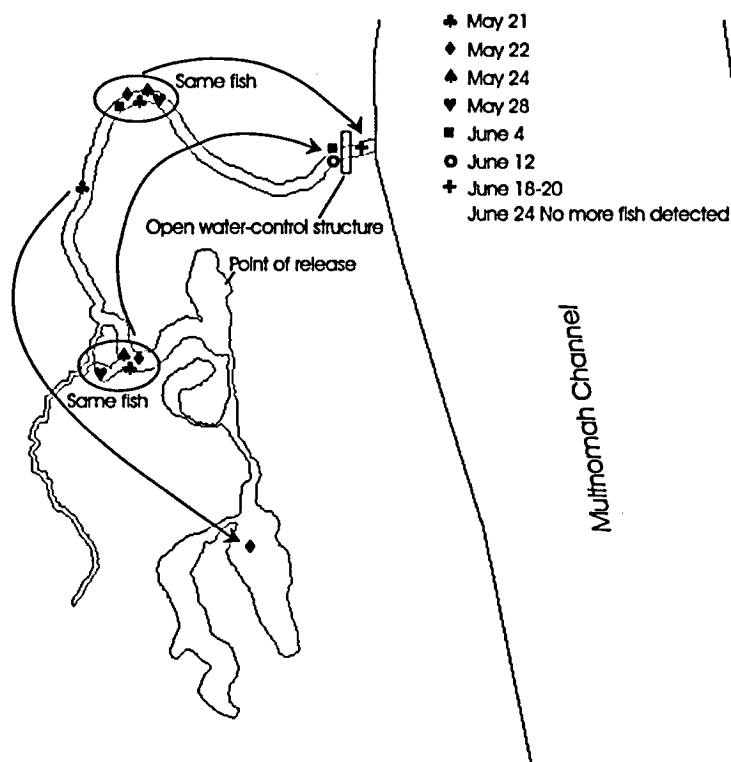 May 21
May 22
May 24
May 28
June 4
June 12
June 18-20
June 24 No more fish detected
Same fish
Open water-control structure
Point of release
Same fish
Multnomah Channel